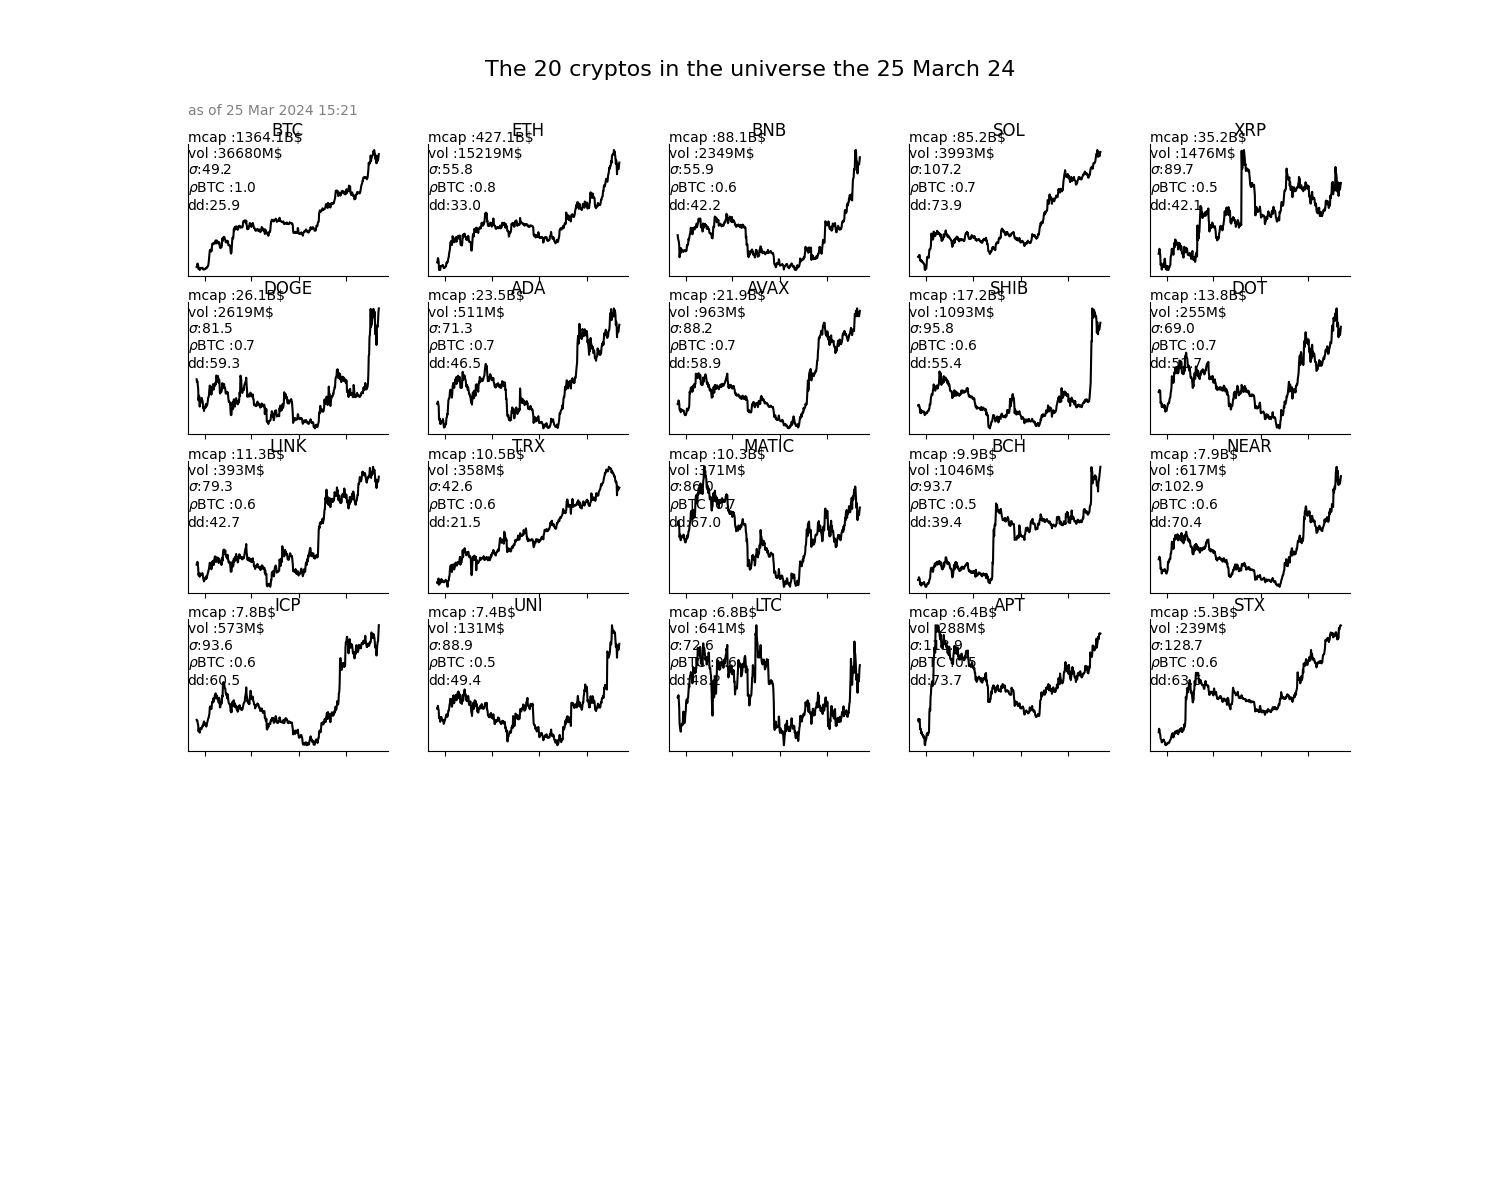 The 20 cryptos in the universe the 25 March 24
as of 25 Mar 2024 15:21
BTC
mcap :1364.1B$
vol :36680M$
σ:49.2
ρBTC :1.0
dd:25.9
ETH
mcap :427.1B$
vol :15219M$
σ:55.8
ρBTC :0.8
dd:33.0
BNB
mcap :88.1B$
vol :2349M$
σ:55.9
ρBTC :0.6
dd:42.2
SOL
mcap :85.2B$
vol :3993M$
σ:107.2
ρBTC :0.7
dd:73.9
XRP
mcap :35.2B$
vol :1476M$
σ:89.7
ρBTC :0.5
dd:42.1
DOGE
mcap :26.1B$
vol :2619M$
σ:81.5
ρBTC :0.7
dd:59.3
ADA
mcap :23.5B$
vol :511M$
σ:71.3
ρBTC :0.7
dd:46.5
AVAX
mcap :21.9B$
vol :963M$
σ:88.2
ρBTC :0.7
dd:58.9
SHIB
mcap :17.2B$
vol :1093M$
σ:95.8
ρBTC :0.6
dd:55.4
DOT
mcap :13.8B$
vol :255M$
σ:69.0
ρBTC :0.7
LINK
mcap :11.3B$
vol :393M$
σ:79.3
ρBTC :0.6
dd:42.7
TRX
mcap :10.5B$
vol :358M$
σ:42.6
ρBTC :0.6
dd:21.5
MATIC
mcap :10.3B$
vol :371M$
σ:86.0
ρBTC :0.7
dd:67.0
BCH
mcap :9.9B$
vol :1046M$
σ:93.7
ρBTC :0.5
dd:39.4
NEAR
mcap :7.9B$
vol :617M$
σ:102.9
ρBTC :0.6
dd:70.4
ICP
mcap :7.8B$
vol :573M$
σ:93.6
ρBTC :0.6
dd:60.5
UNI
mcap :7.4B$
vol :131M$
σ:88.9
ρBTC :0.5
dd:49.4
LTC
mcap :6.8B$
vol :641M$
σ:72.6
ρBTC :0.6
dd:48.2
APT
mcap :6.4B$
vol :288M$
ρBTC :0.5
dd:73.7
STX
mcap :5.3B$
vol :239M$
σ:128.7
ρBTC :0.6